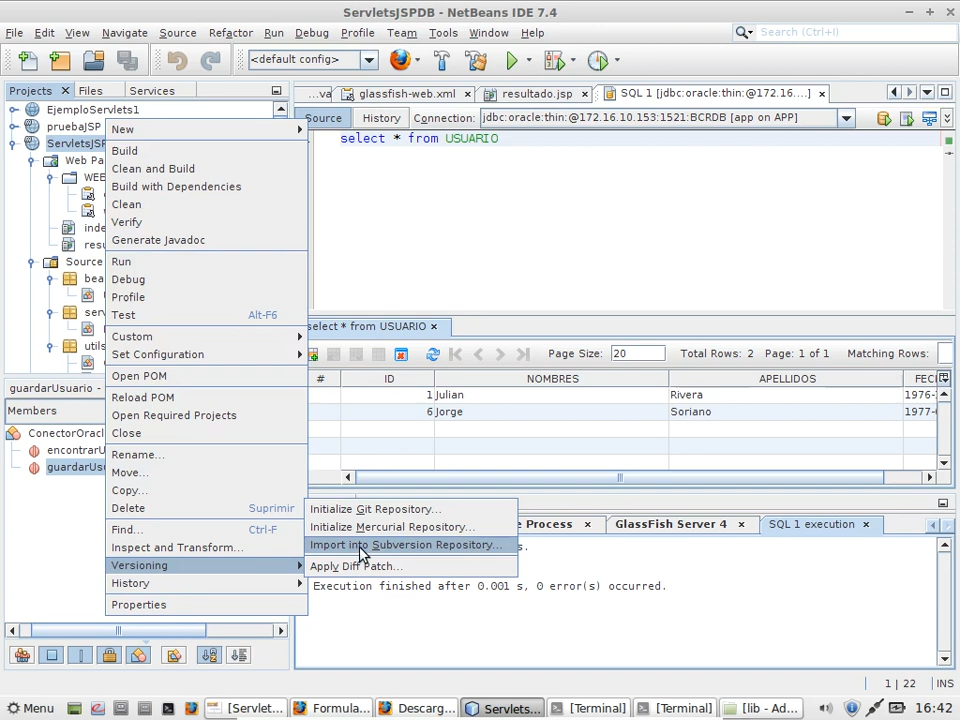 ServletsJSPDB - NetBeans IDE 7.4
File Edit View Navigate Source Refactor Run Debug Profile Team Tools Window Help
Search (Ctrl+I)
<default config>
Projects Files Services
...va glassfish-web.xml resultado.jsp SQL 1 [jdbc:oracle:thin:@172.16....]
EjemploServlets1
pruebaJSP
ServletsJSP
Web Pa
WEE
inde
resu
Source
bea
serv
utils
Source History Connection: jdbc:oracle:thin:@172.16.10.153:1521:BCRDB [app on APP]
select * from USUARIO
New
Build
Clean and Build
Build with Dependencies
Clean
Verify
Generate Javadoc
Run
Debug
Profile
Test Alt-F6
Custom
Set Configuration
Open POM
Reload POM
Open Required Projects
Close
Rename...
Move...
Copy...
Delete Suprimir
Find... Ctrl-F
Inspect and Transform...
Versioning
History
Properties
Initialize Git Repository...
Initialize Mercurial Repository...
Import into Subversion Repository...
Apply Diff Patch...
select * from USUARIO
Page Size: 20 Total Rows: 2 Page: 1 of 1 Matching Rows:
# ID NOMBRES APELLIDOS FECH
1 Julian Rivera 1976-
6 Jorge Soriano 1977-
guardarUsuario -
Members
ConectorOracl
encontrarU
guardarUsu
Process GlassFish Server 4 SQL 1 execution
s.
Execution finished after 0.001 s, 0 error(s) occurred.
1 | 22 INS
Menu [Servlet... Formula... Descarg... Servlets... [Terminal] [Terminal] [lib - Ad... 16:42